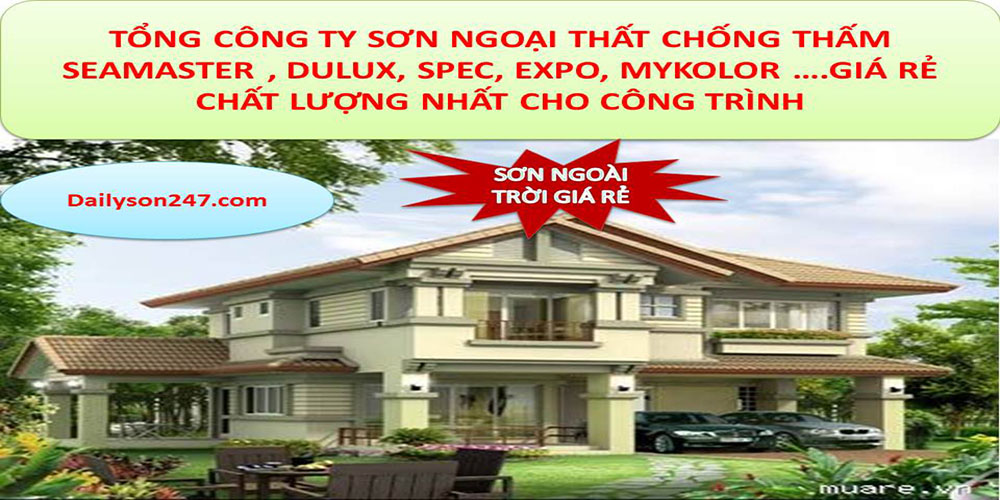 TỔNG CÔNG TY SƠN NGOẠI THẤT CHỐNG THẤM
SEAMASTER , DULUX, SPEC, EXPO, MYKOLOR ....GIÁ RẺ
CHẤT LƯỢNG NHẤT CHO CÔNG TRÌNH
SƠN NGOÀI
TRỜI GIÁ RẺ
Dailyson247.com
muare.vn